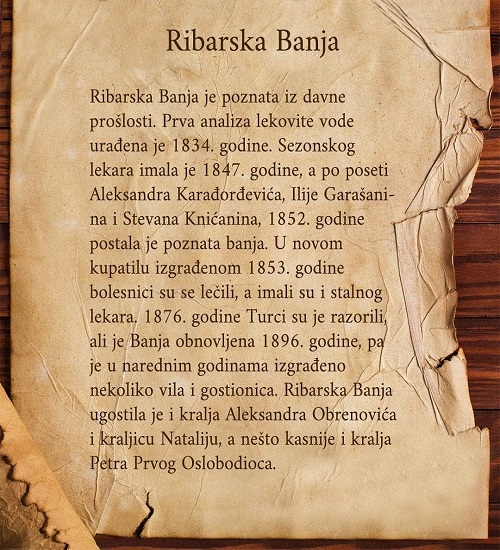 Ribarska Banja
Ribarska Banja je poznata iz davne
prošlosti. Prva analiza lekovite vode
urađena je 1834. godine. Sezonskog
lekara imala je 1847. godine, a po poseti
Aleksandra Karađorđevića, Ilije Garašani-
na i Stevana Knićanina, 1852. godine
postala je poznata banja. U novom
kupatilu izgrađenom 1853. godine
bolesnici su se lečili, a imali su i stalnog
lekara. 1876. godine Turci su je razorili,
ali je Banja obnovljena 1896. godine, pa
je u narednim godinama izgrađeno
nekoliko vila i gostionica. Ribarska Banja
ugostila je i kralja Aleksandra Obrenovića
i kraljicu Nataliju, a nešto kasnije i kralja
Petra Prvog Oslobodioca.